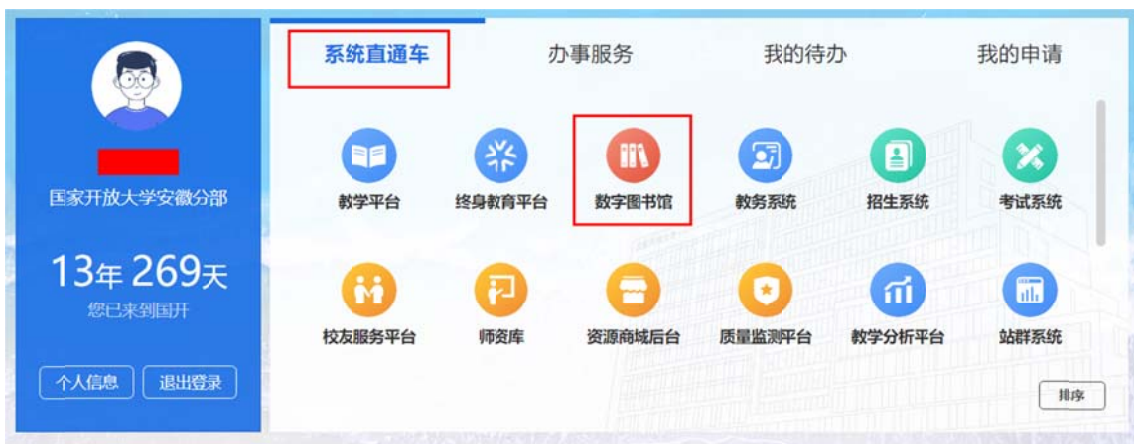 系统直通车 办事服务 我的待办 我的申请
国家开放大学安徽分部
13年 269天
您已来到国开
个人信息 退出登录
教学平台 终身教育平台 数字图书馆 教务系统 招生系统 考试系统
校友服务平台 师资库 资源商城后台 质量监测平台 教学分析平台 站群系统
排序